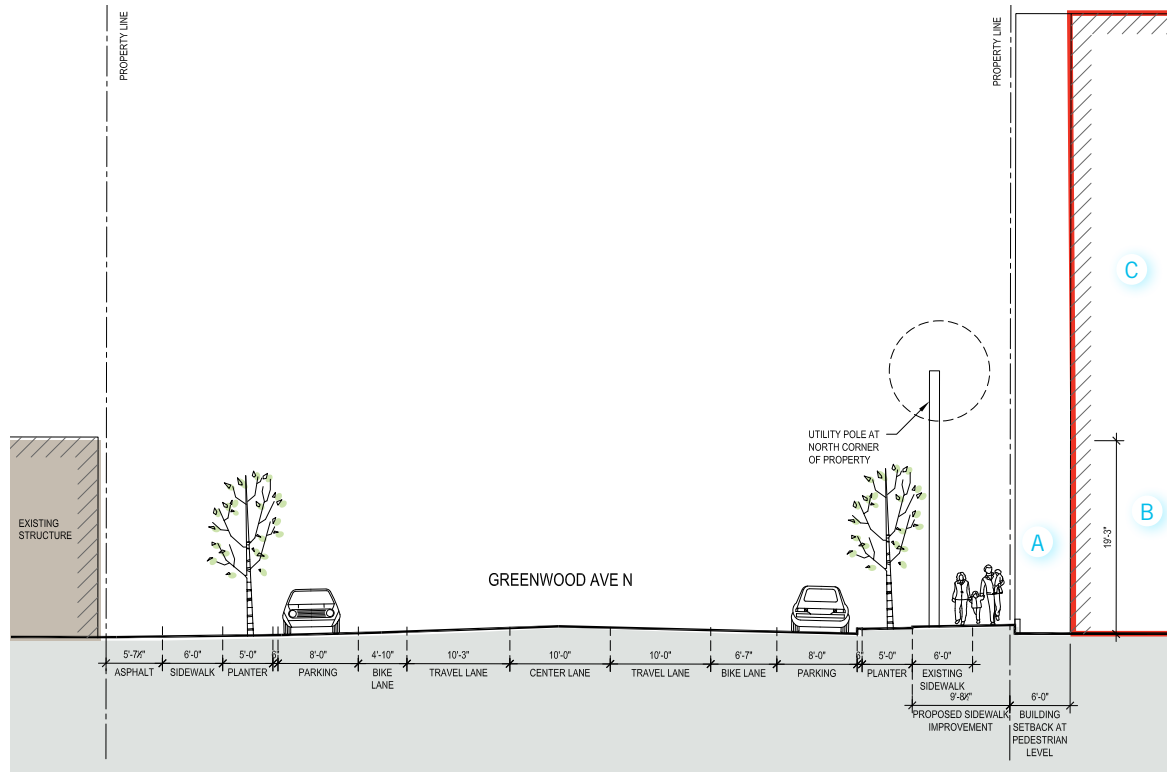 PROPERTY LINE
PROPERTY LINE
C
UTILITY POLE AT
NORTH CORNER
OF PROPERTY
EXISTING
STRUCTURE
B
19'-3"
A
GREENWOOD AVE N
5'-7½" 6'-0" 5'-0" 8'-0" 4'-10" 10'-3" 10'-0" 10'-0" 6'-7" 8'-0" 5'-0" 6'-0"
ASPHALT SIDEWALK PLANTER PARKING BIKE LANE TRAVEL LANE CENTER LANE TRAVEL LANE BIKE LANE PARKING PLANTER EXISTING SIDEWALK
9'-8½" 6'-0"
PROPOSED SIDEWALK IMPROVEMENT
BUILDING
SETBACK AT
PEDESTRIAN
LEVEL